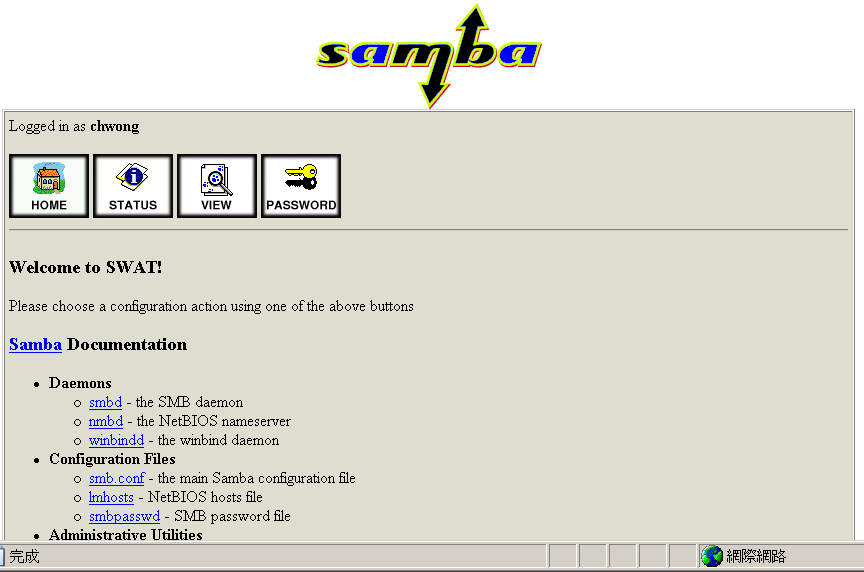 samba
Logged in as chwong
HOME STATUS VIEW PASSWORD
Welcome to SWAT!
Please choose a configuration action using one of the above buttons
Samba Documentation
Daemons
smbd - the SMB daemon
nmbd - the NetBIOS nameserver
winbindd - the winbind daemon
Configuration Files
smb.conf - the main Samba configuration file
lmhosts - NetBIOS hosts file
smbpasswd - SMB password file
Administrative Utilities
完成 網際網路